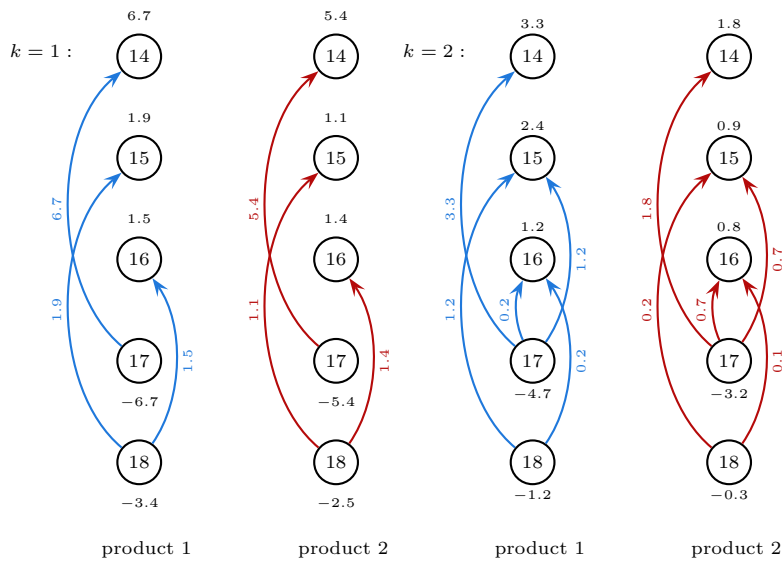 6.7 5.4 3.3 1.8
k = 1 : 14 14 k = 2 : 14 14
1.9 1.1 2.4 0.9
15 15 15 15
6.7 5.4 3.3 1.8
1.5 1.4 1.2 0.8
16 16 1.2 16 0.7
1.9 1.1 1.2 0.2 0.2 0.7
17 1.5 17 1.4 17 0.2 17 0.1
−6.7 −5.4 −4.7 −3.2
18 18 18 18
−3.4 −2.5 −1.2 −0.3
product 1 product 2 product 1 product 2